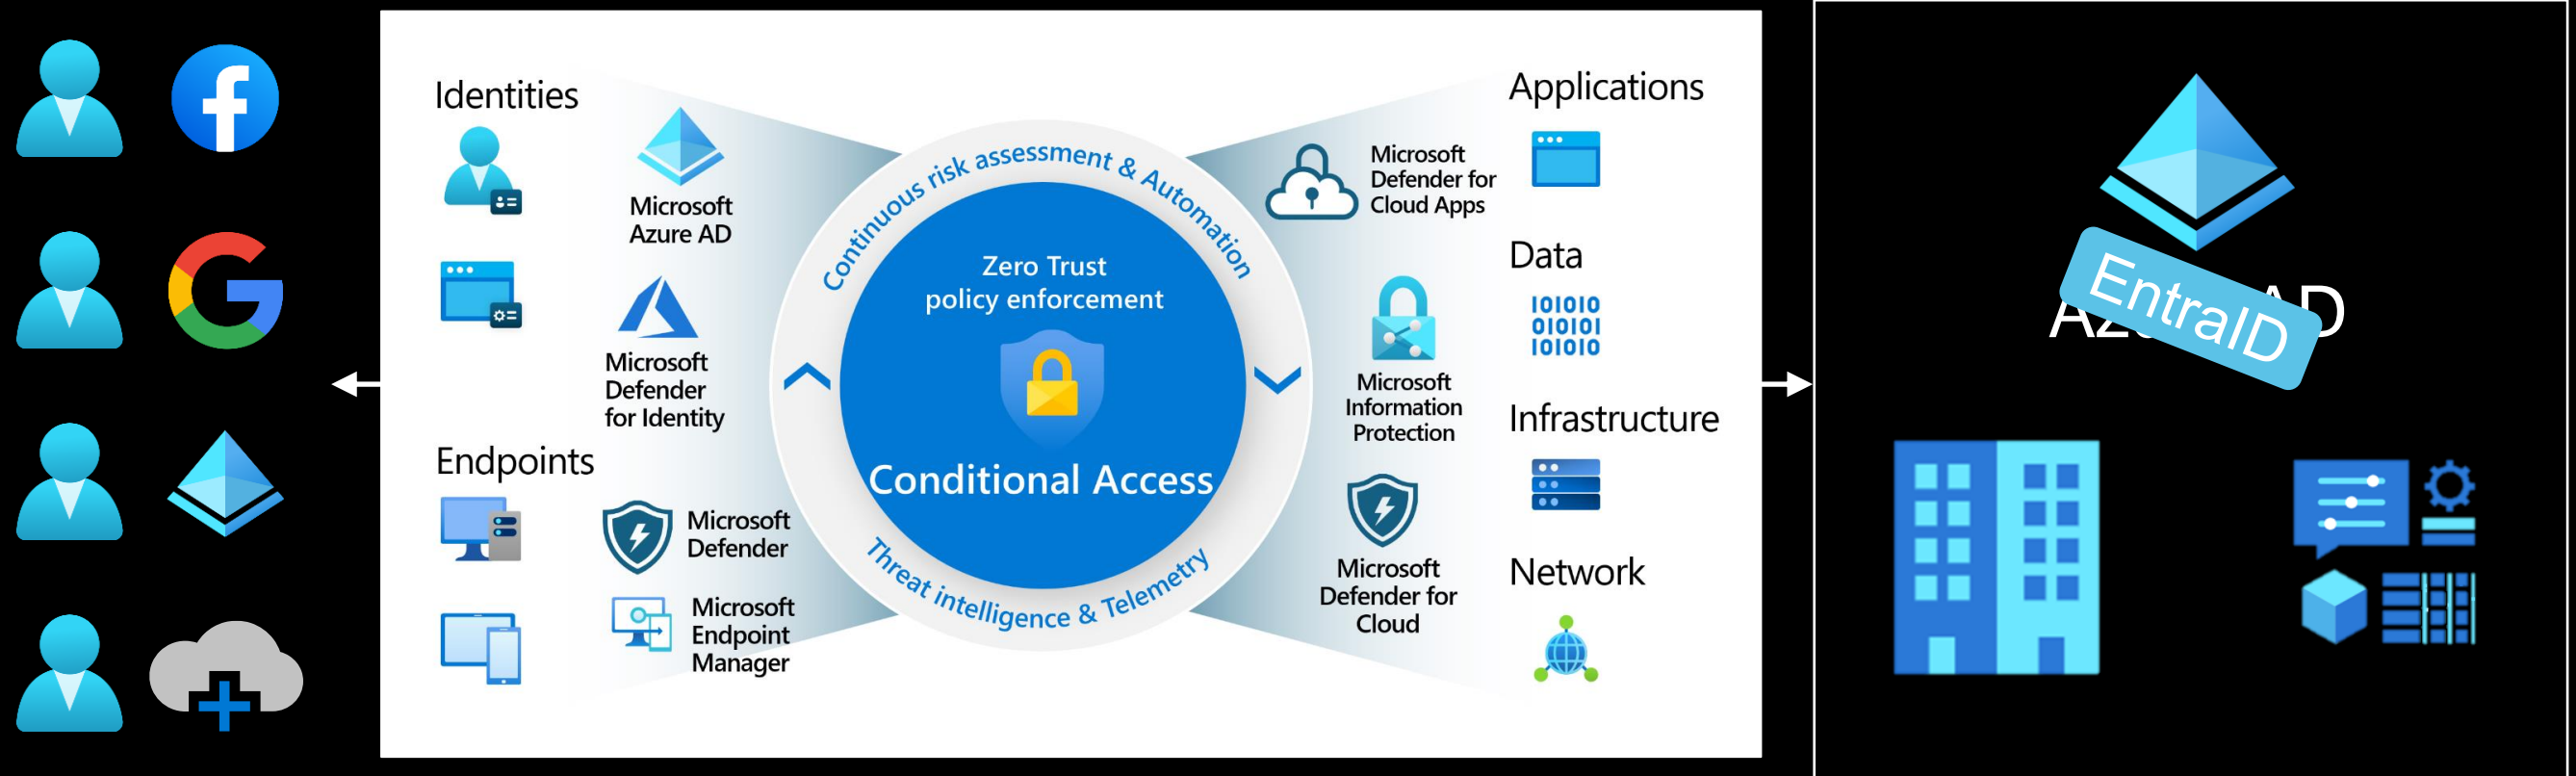 Identities
Microsoft
Azure AD
Microsoft
Defender
for Identity
Endpoints
Microsoft
Defender
Microsoft
Endpoint
Manager
Continuous risk assessment & Automation
Zero Trust
policy enforcement
Conditional Access
Threat intelligence & Telemetry
Microsoft
Defender for
Cloud Apps
Microsoft
Information
Protection
Microsoft
Defender for
Cloud
Applications
Data
101010
010101
101010
Infrastructure
Network
EntraID
AD